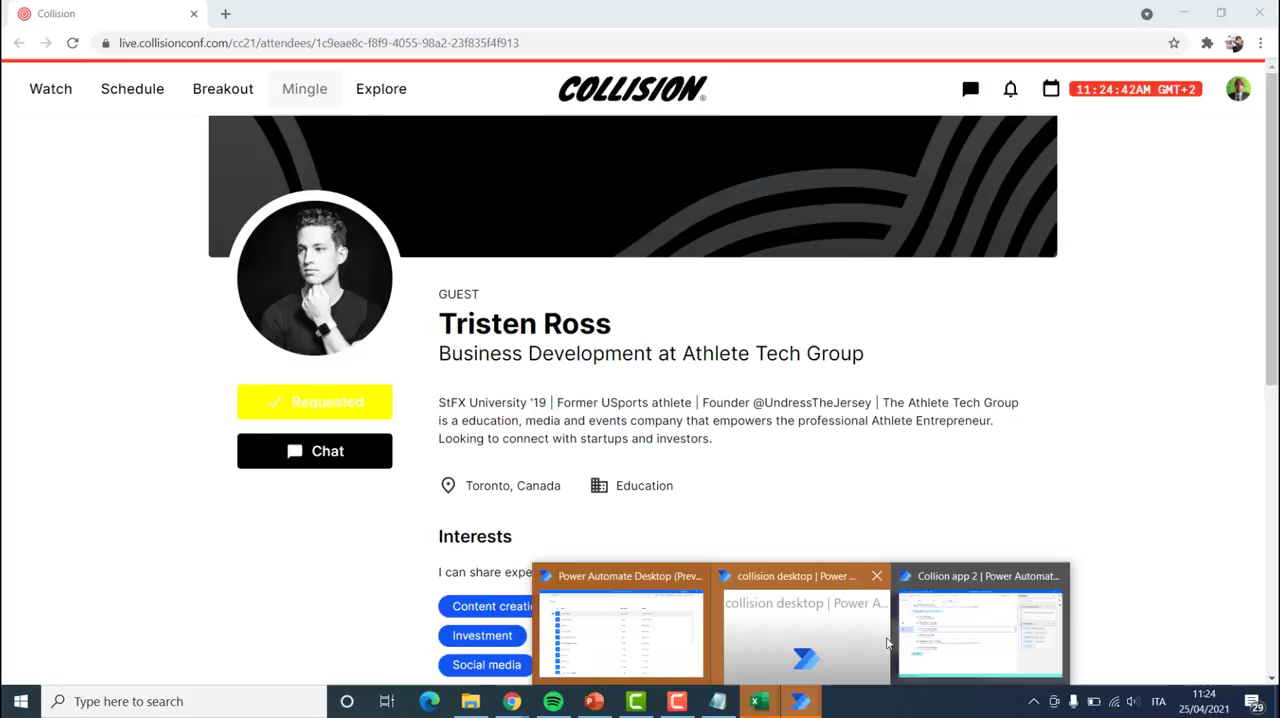 Collision
live.collisionconf.com/cc21/attendees/1c9eae8c-f8f9-4055-98a2-23f835f4f913
Watch Schedule Breakout Mingle Explore COLLISION 11:24:42AM GMT+2
GUEST
Tristen Ross
Business Development at Athlete Tech Group
Requested
Chat
StFX University '19 | Former USports athlete | Founder @UndressTheJersey | The Athlete Tech Group
is a education, media and events company that empowers the professional Athlete Entrepreneur.
Looking to connect with startups and investors.
Toronto, Canada Education
Interests
I can share expe
Content creatio
Investment
Social media
Power Automate Desktop (Prev... collision desktop | Power ... Collion app 2 | Power Automat...
collision desktop | Power A...
Type here to search
ITA
11:24
25/04/2021
29